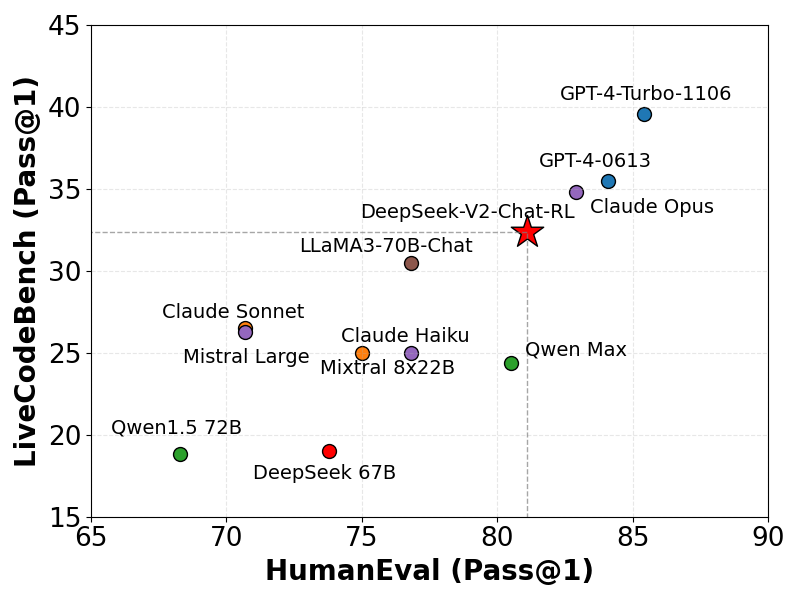 45
40
35
30
25
20
15
65
70
75
80
85
90
LiveCodeBench (Pass@1)
HumanEval (Pass@1)
GPT-4-Turbo-1106
GPT-4-0613
Claude Opus
DeepSeek-V2-Chat-RL
LLaMA3-70B-Chat
Claude Sonnet
Mistral Large
Claude Haiku
Mixtral 8x22B
Qwen Max
Qwen1.5 72B
DeepSeek 67B